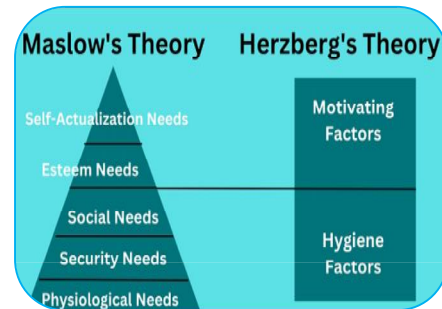 Maslow's Theory
Self-Actualization Needs
Esteem Needs
Social Needs
Security Needs
Physiological Needs
Herzberg's Theory
Motivating
Factors
Hygiene
Factors